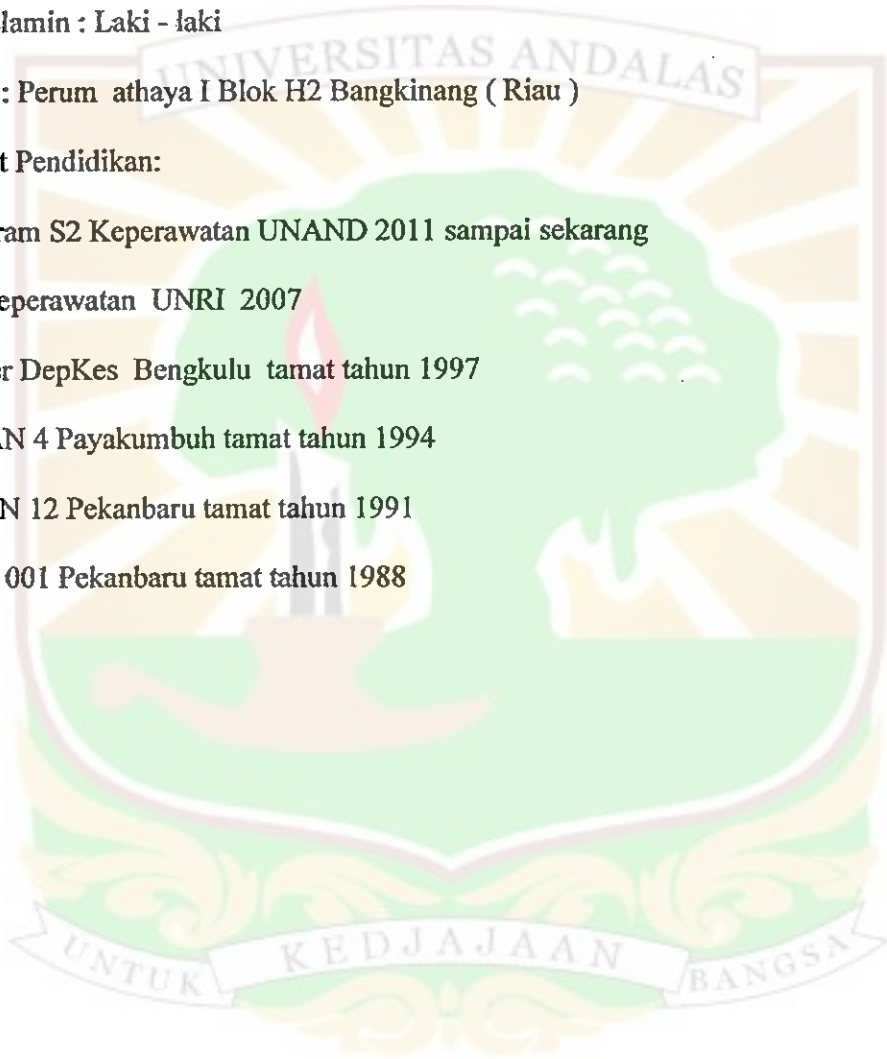 lamin : Laki - laki
UNIVERSITAS ANDALAS
: Perum athaya I Blok H2 Bangkinang ( Riau )
t Pendidikan:
ram S2 Keperawatan UNAND 2011 sampai sekarang
eperawatan UNRI 2007
r DepKes Bengkulu tamat tahun 1997
AN 4 Payakumbuh tamat tahun 1994
N 12 Pekanbaru tamat tahun 1991
001 Pekanbaru tamat tahun 1988
UNTUK KEDJAJAAN BANGSA